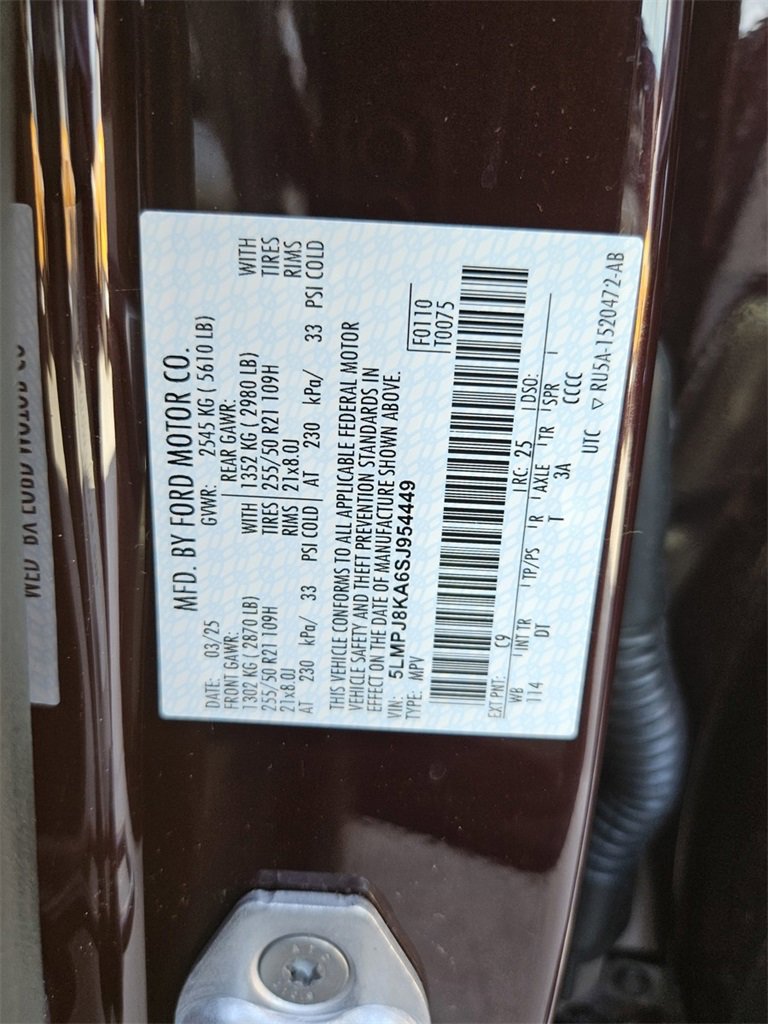 MFD. BY FORD MOTOR CO.
DATE: 03/25 GVWR: 2545 KG ( 5610 LB)
FRONT GAWR: REAR GAWR: WITH
1302 KG ( 2870 LB) WITH 1352 KG ( 2980 LB) TIRES
255/50 R21 109H TIRES 255/50 R21 109H RIMS
21x8.0J RIMS 21x8.0J
AT 230 kPa/ 33 PSI COLD AT 230 kPa/ 33 PSI COLD
THIS VEHICLE CONFORMS TO ALL APPLICABLE FEDERAL MOTOR
VEHICLE SAFETY AND THEFT PREVENTION STANDARDS IN
EFFECT ON THE DATE OF MANUFACTURE SHOWN ABOVE.
VIN: 5LMPJ8KA6SJ954449
TYPE: MPV
F0110
T0075
EXT PNT: C9 RC: 25 DSO:
WB INT TR TP/PS R AXLE TR SPR
114 DT T 3A CCCC
UTC ▽ RU5A-1520472-AB